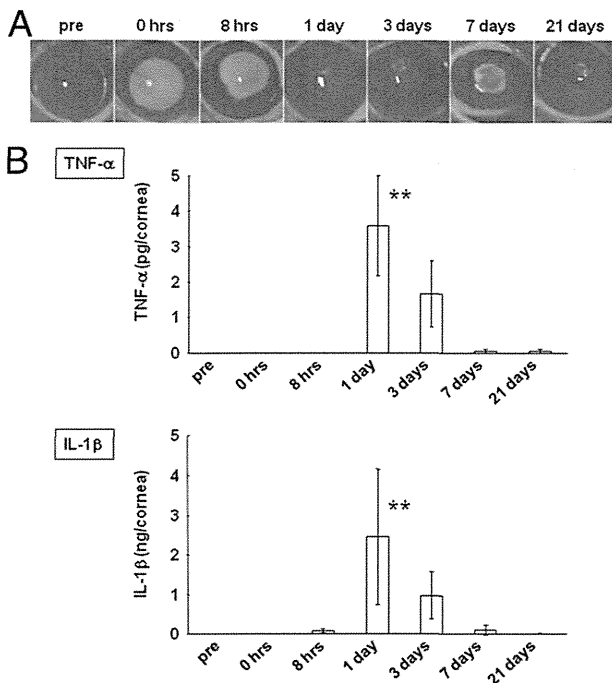 A
pre 0 hrs 8 hrs 1 day 3 days 7 days 21 days
B
TNF-α
TNF-α (pg/cornea)
5
4
3
2
1
0
pre 0 hrs 8 hrs 1 day 3 days 7 days 21 days
**
IL-1β
IL-1β (ng/cornea)
5
4
3
2
1
0
pre 0 hrs 8 hrs 1 day 3 days 7 days 21 days
**